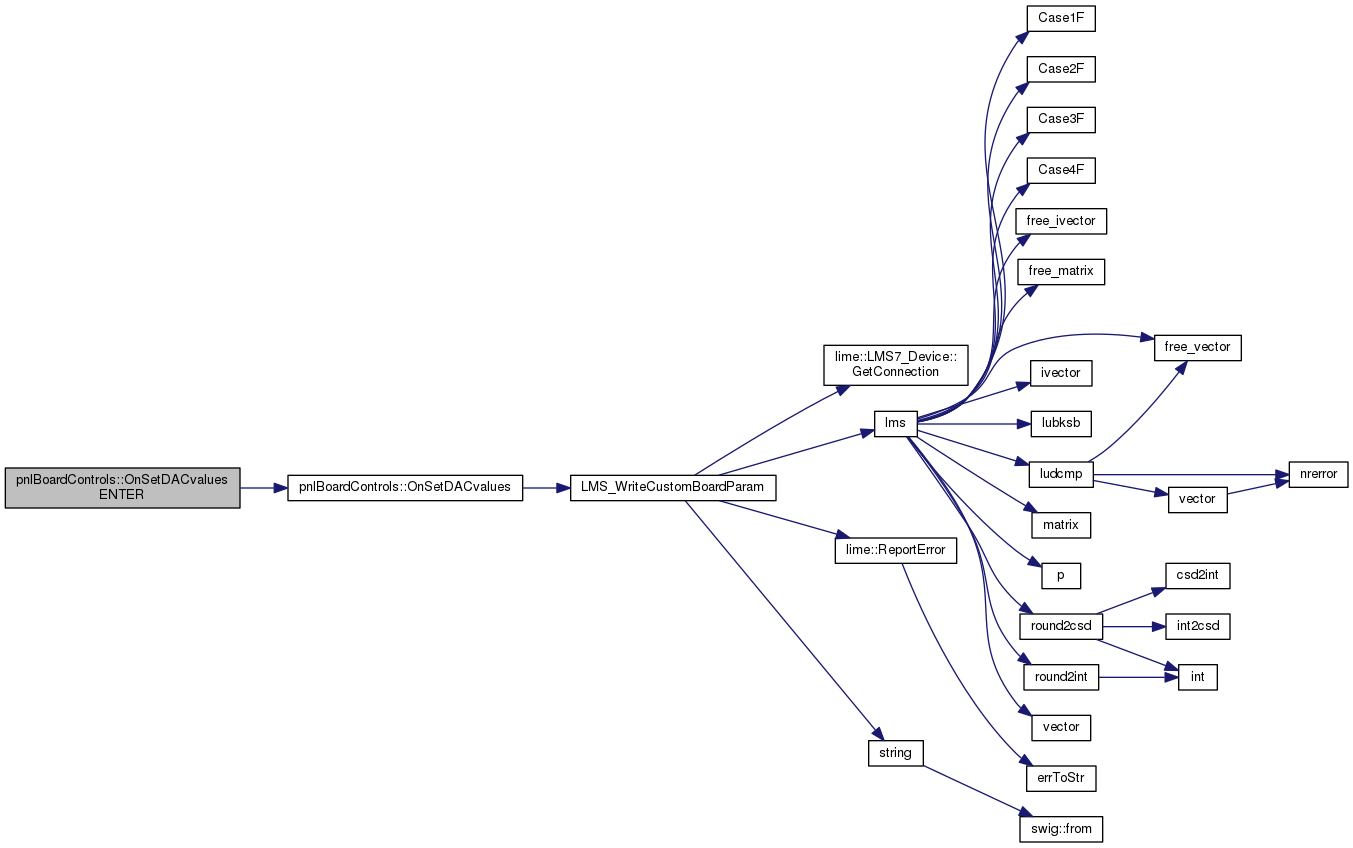 Case1F
Case2F
Case3F
Case4F
free_ivector
free_matrix
free_vector
lime::LMS7_Device::
GetConnection
ivector
lms
lubksb
pnlBoardControls::OnSetDACvalues
ENTER
pnlBoardControls::OnSetDACvalues
LMS_WriteCustomBoardParam
ludcmp
nrerror
vector
matrix
lime::ReportError
p
csd2int
round2csd
int2csd
round2int
int
vector
string
errToStr
swig::from